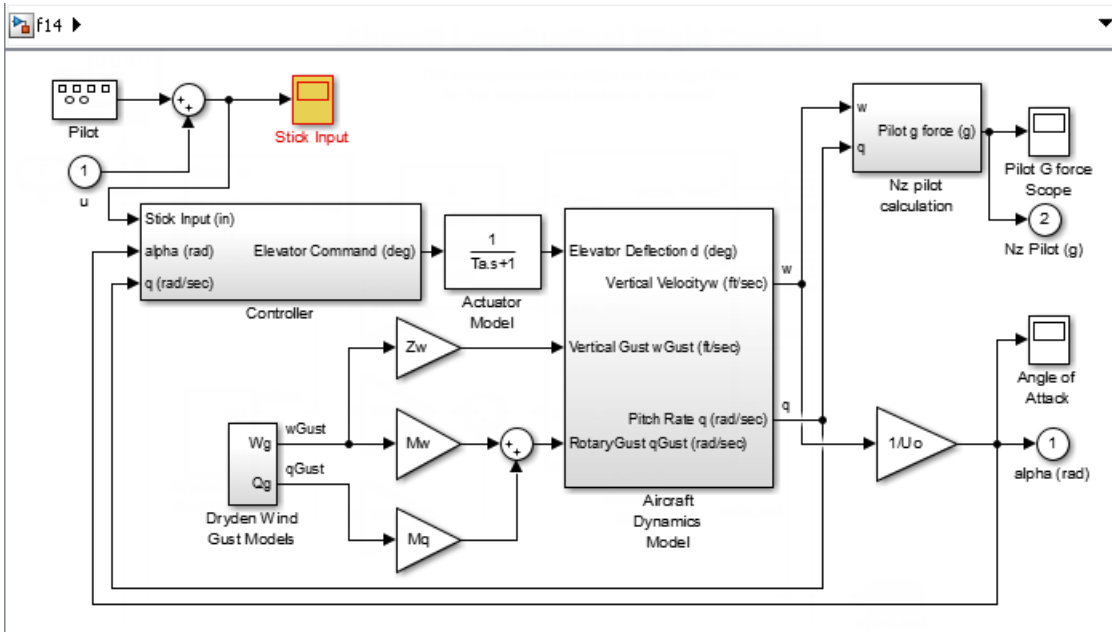 f14
Pilot
Stick Input
1
u
w
Pilot g force (g)
q
Nz pilot
calculation
Pilot G force
Scope
2
Nz Pilot (g)
Stick Input (in)
alpha (rad)
Elevator Command (deg)
q (rad/sec)
Controller
1
Ta.s+1
Actuator
Model
Elevator Deflection d (deg)
Vertical Velocityw (ft/sec)
Vertical Gust wGust (ft/sec)
Pitch Rate q (rad/sec)
RotaryGust qGust (rad/sec)
Aircraft
Dynamics
Model
w
q
Zw
Mw
Mq
Wg
Qg
wGust
qGust
Dryden Wind
Gust Models
1/Uo
Angle of
Attack
1
alpha (rad)